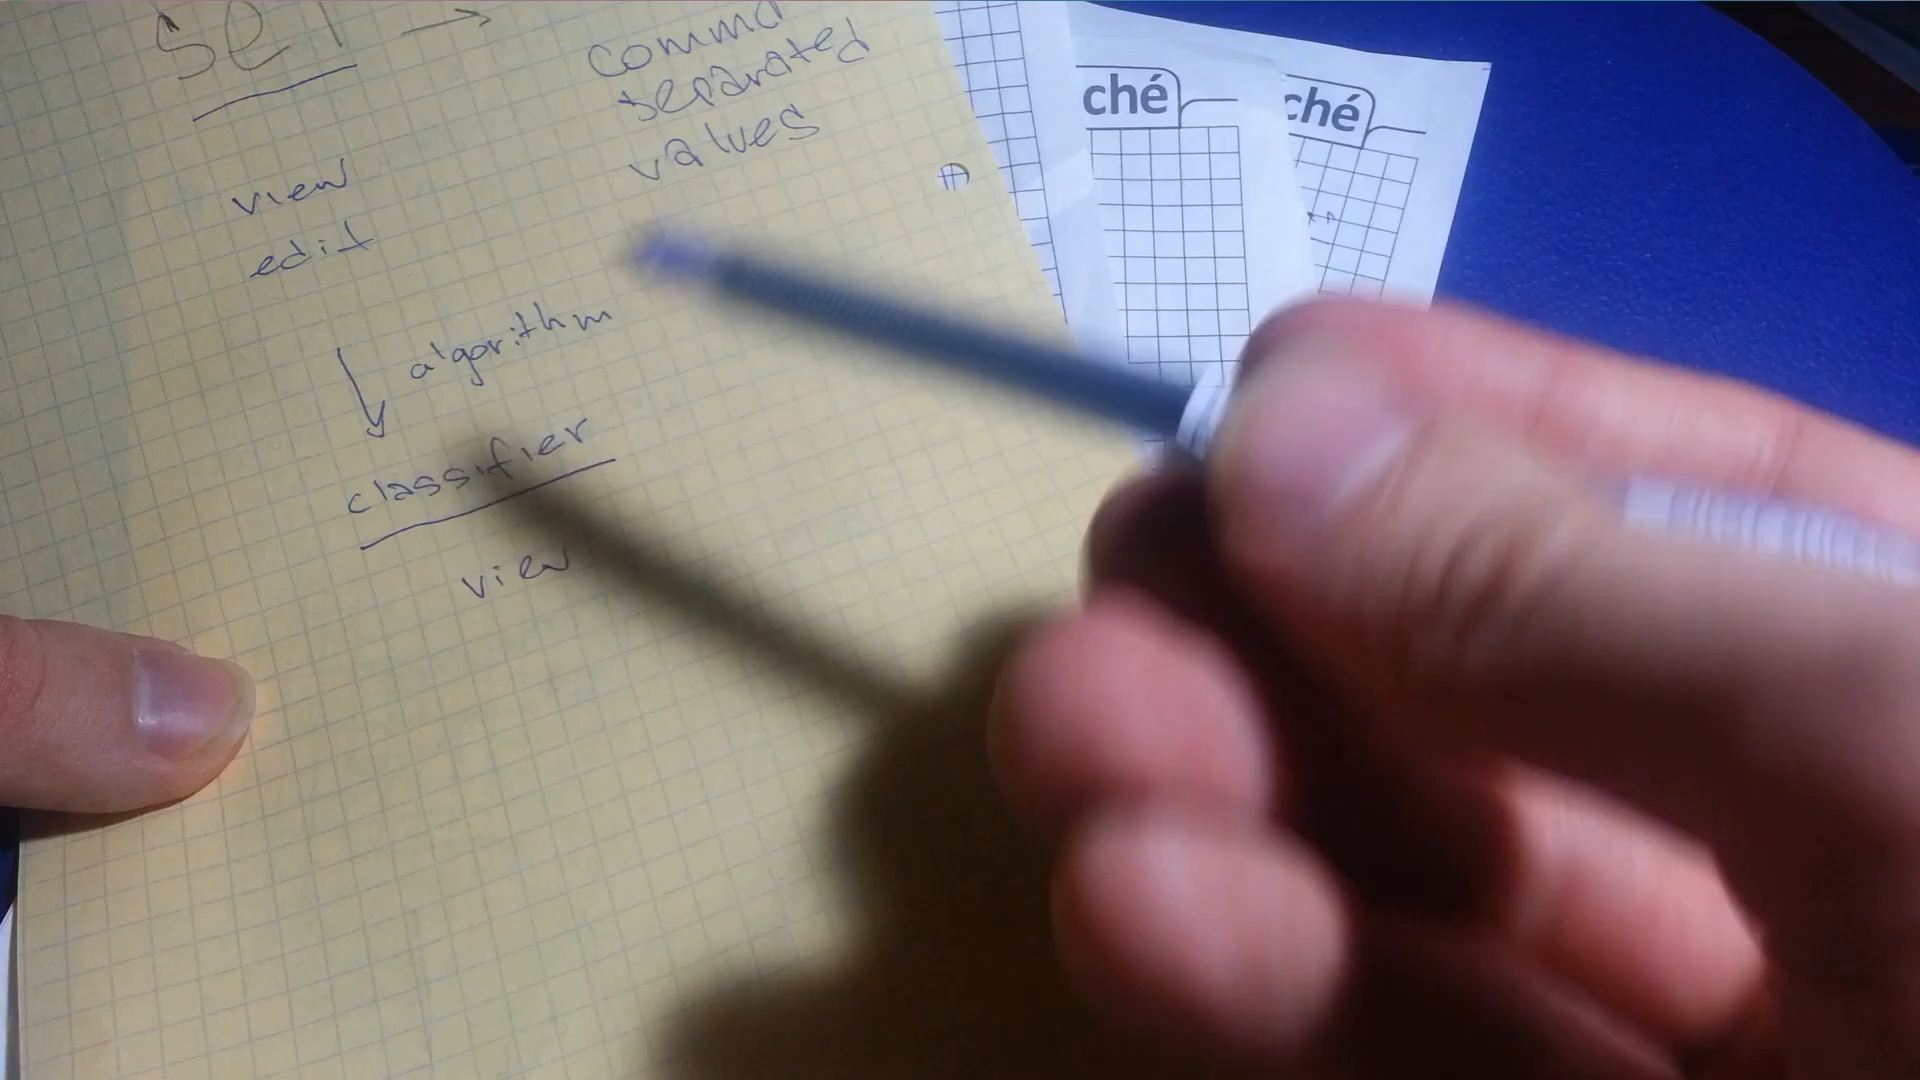 set →
comma
separated
values
view
edit
algorithm
classifier
view
ché
ché